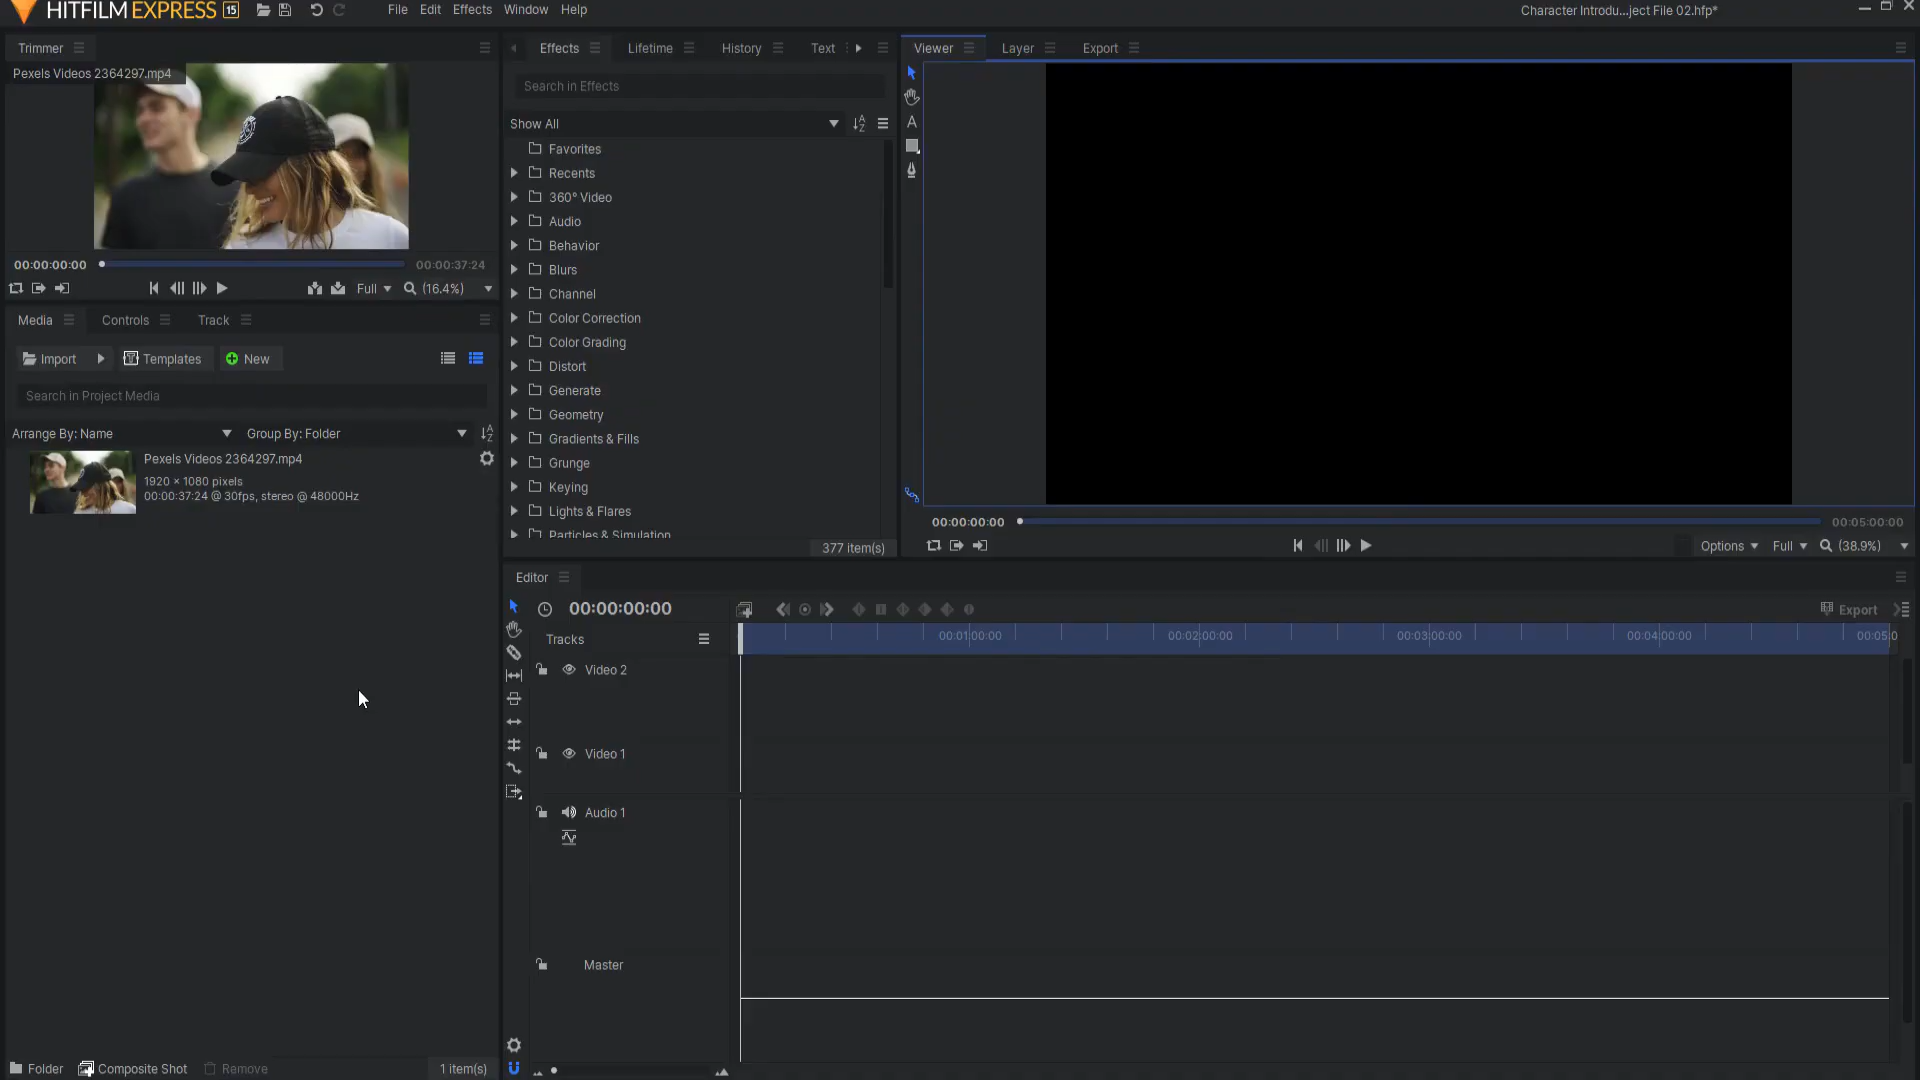 HITFILM EXPRESS 15
File Edit Effects Window Help
Character Introdu...ject File 02.hfp*
Trimmer
Pexels Videos 2364297.mp4
00:00:00:00
00:00:37:24
Full
(16.4%)
Media Controls Track
Import Templates New
Search in Project Media
Arrange By: Name
Group By: Folder
Pexels Videos 2364297.mp4
1920 × 1080 pixels
00:00:37:24 @ 30fps, stereo @ 48000Hz
Folder Composite Shot Remove
1 item(s)
Effects Lifetime History Text
Search in Effects
Show All
Favorites
Recents
360° Video
Audio
Behavior
Blurs
Channel
Color Correction
Color Grading
Distort
Generate
Geometry
Gradients & Fills
Grunge
Keying
Lights & Flares
Particles & Simulation
377 item(s)
Viewer Layer Export
A
00:00:00:00
00:05:00:00
Options Full (38.9%)
Editor
00:00:00:00
Export
Tracks
00:01:00:00 00:02:00:00 00:03:00:00 00:04:00:00 00:05:0
Video 2
Video 1
Audio 1
Master